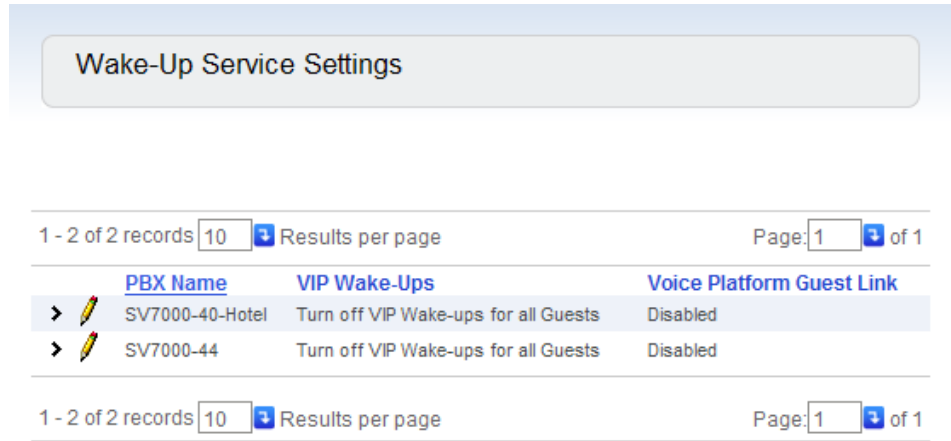 Wake-Up Service Settings
1 - 2 of 2 records 10 Results per page Page: 1 of 1
PBX Name VIP Wake-Ups Voice Platform Guest Link
SV7000-40-Hotel Turn off VIP Wake-ups for all Guests Disabled
SV7000-44 Turn off VIP Wake-ups for all Guests Disabled
1 - 2 of 2 records 10 Results per page Page: 1 of 1